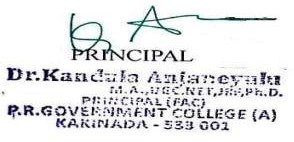 PRINCIPAL
Dr.Kandula Anjaneyulu
M.A.,UGC.NET,JRF,Ph.D.
PRINCIPAL (FAC)
P.R.GOVERNMENT COLLEGE (A)
KAKINADA - 533 001